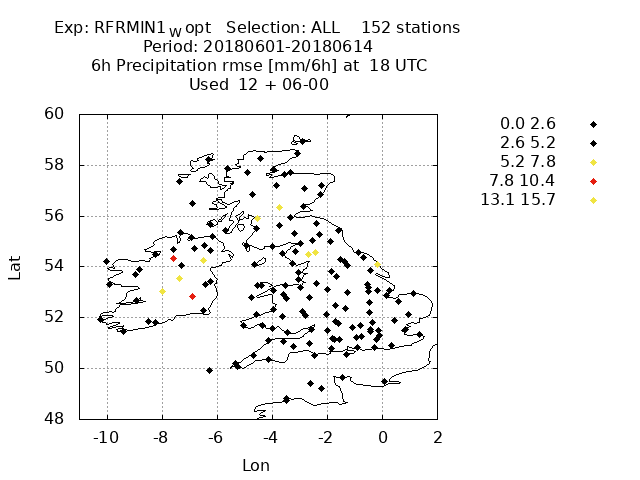 Exp: RFRMIN1Wopt   Selection: ALL    152 stations
Period: 20180601-20180614
6h Precipitation rmse [mm/6h] at  18 UTC
Used  12 + 06-00
0.0 2.6
2.6 5.2
5.2 7.8
7.8 10.4
13.1 15.7
60
58
56
54
52
50
48
Lat
-10 -8 -6 -4 -2 0 2
Lon